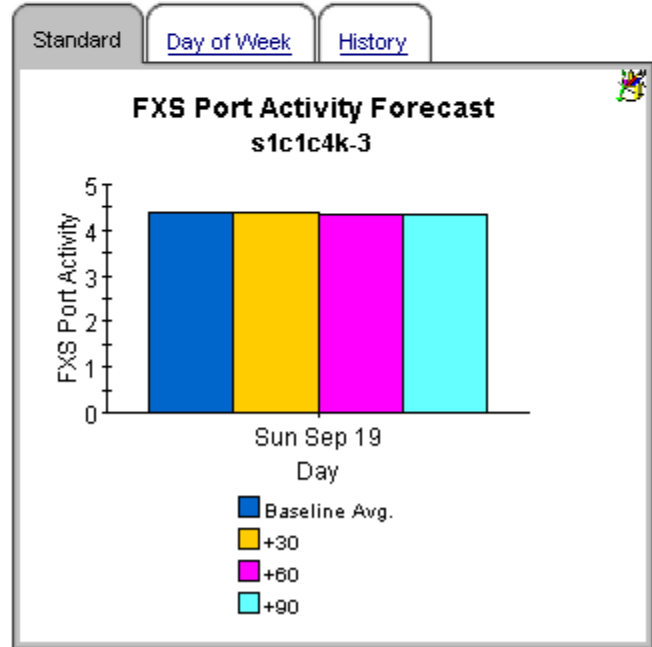 Standard Day of Week History
FXS Port Activity Forecast
s1c1c4k-3
FXS Port Activity
5
4
3
2
1
0
Sun Sep 19
Day
Baseline Avg.
+30
+60
+90